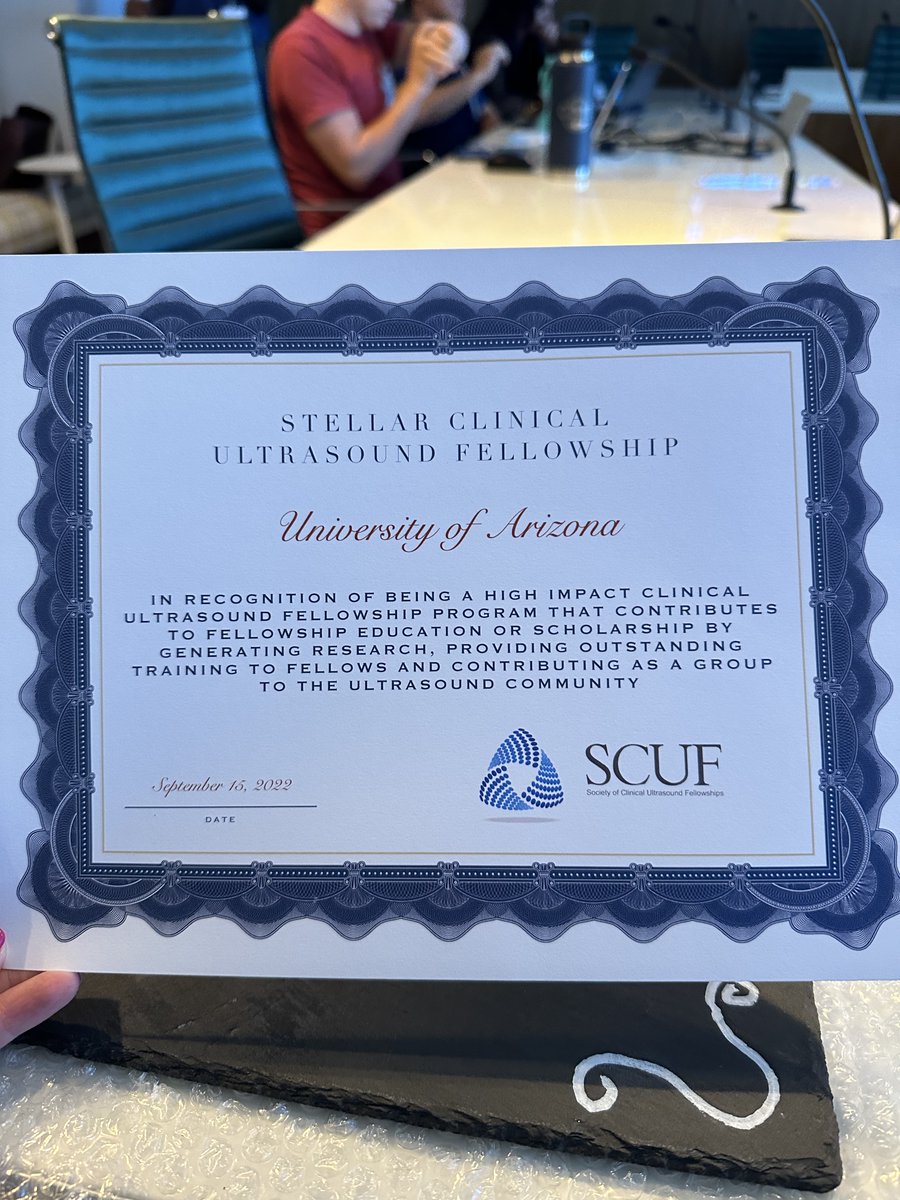 STELLAR CLINICAL
ULTRASOUND FELLOWSHIP
University of Arizona
IN RECOGNITION OF BEING A HIGH IMPACT CLINICAL
ULTRASOUND FELLOWSHIP PROGRAM THAT CONTRIBUTES
TO FELLOWSHIP EDUCATION OR SCHOLARSHIP BY
GENERATING RESEARCH, PROVIDING OUTSTANDING
TRAINING TO FELLOWS AND CONTRIBUTING AS A GROUP
TO THE ULTRASOUND COMMUNITY
September 15, 2022
DATE
SCUF
Society of Clinical Ultrasound Fellowships